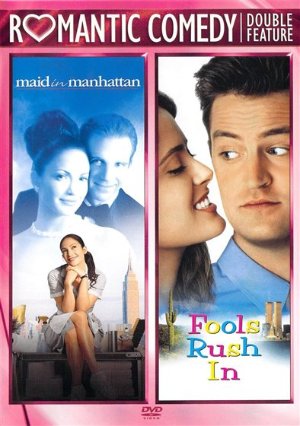 ROMANTIC COMEDY
DOUBLE
FEATURE
maid in manhattan
Fools
Rush
In
DVD